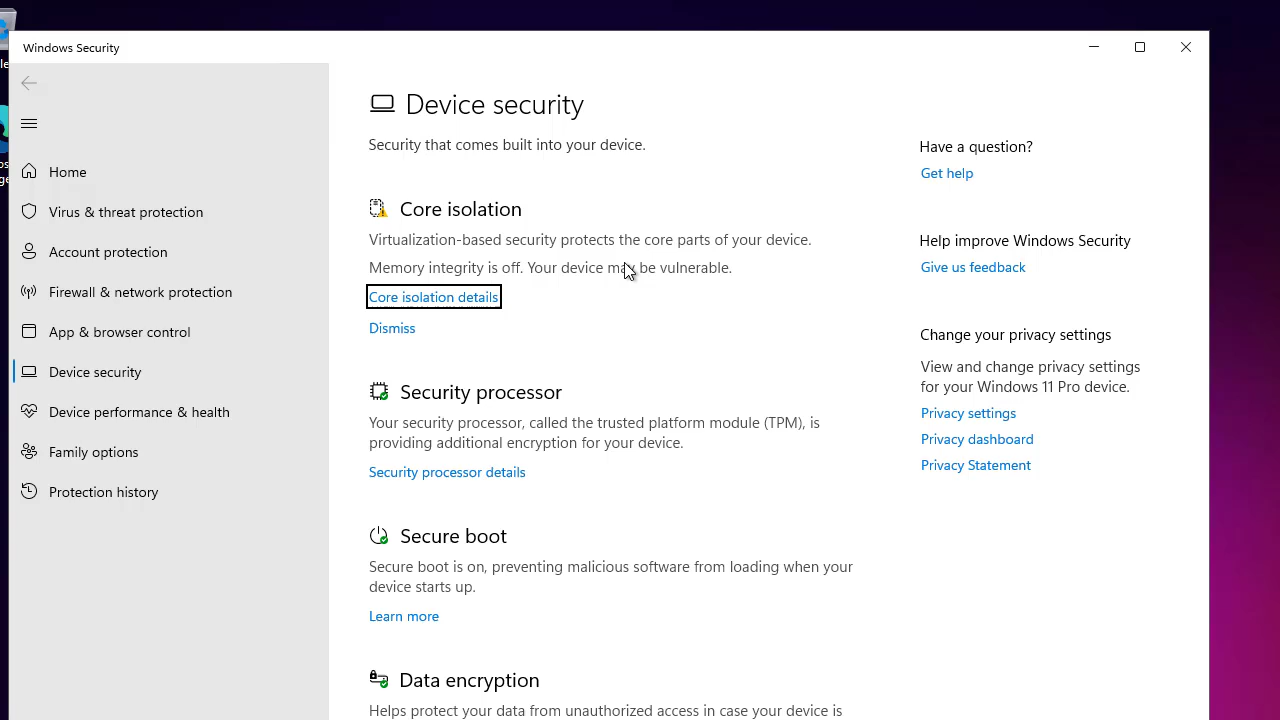 Windows Security
Home
Virus & threat protection
Account protection
Firewall & network protection
App & browser control
Device security
Device performance & health
Family options
Protection history
Device security
Security that comes built into your device.
Core isolation
Virtualization-based security protects the core parts of your device.
Memory integrity is off. Your device may be vulnerable.
Core isolation details
Dismiss
Security processor
Your security processor, called the trusted platform module (TPM), is
providing additional encryption for your device.
Security processor details
Secure boot
Secure boot is on, preventing malicious software from loading when your
device starts up.
Learn more
Data encryption
Helps protect your data from unauthorized access in case your device is
Have a question?
Get help
Help improve Windows Security
Give us feedback
Change your privacy settings
View and change privacy settings
for your Windows 11 Pro device.
Privacy settings
Privacy dashboard
Privacy Statement